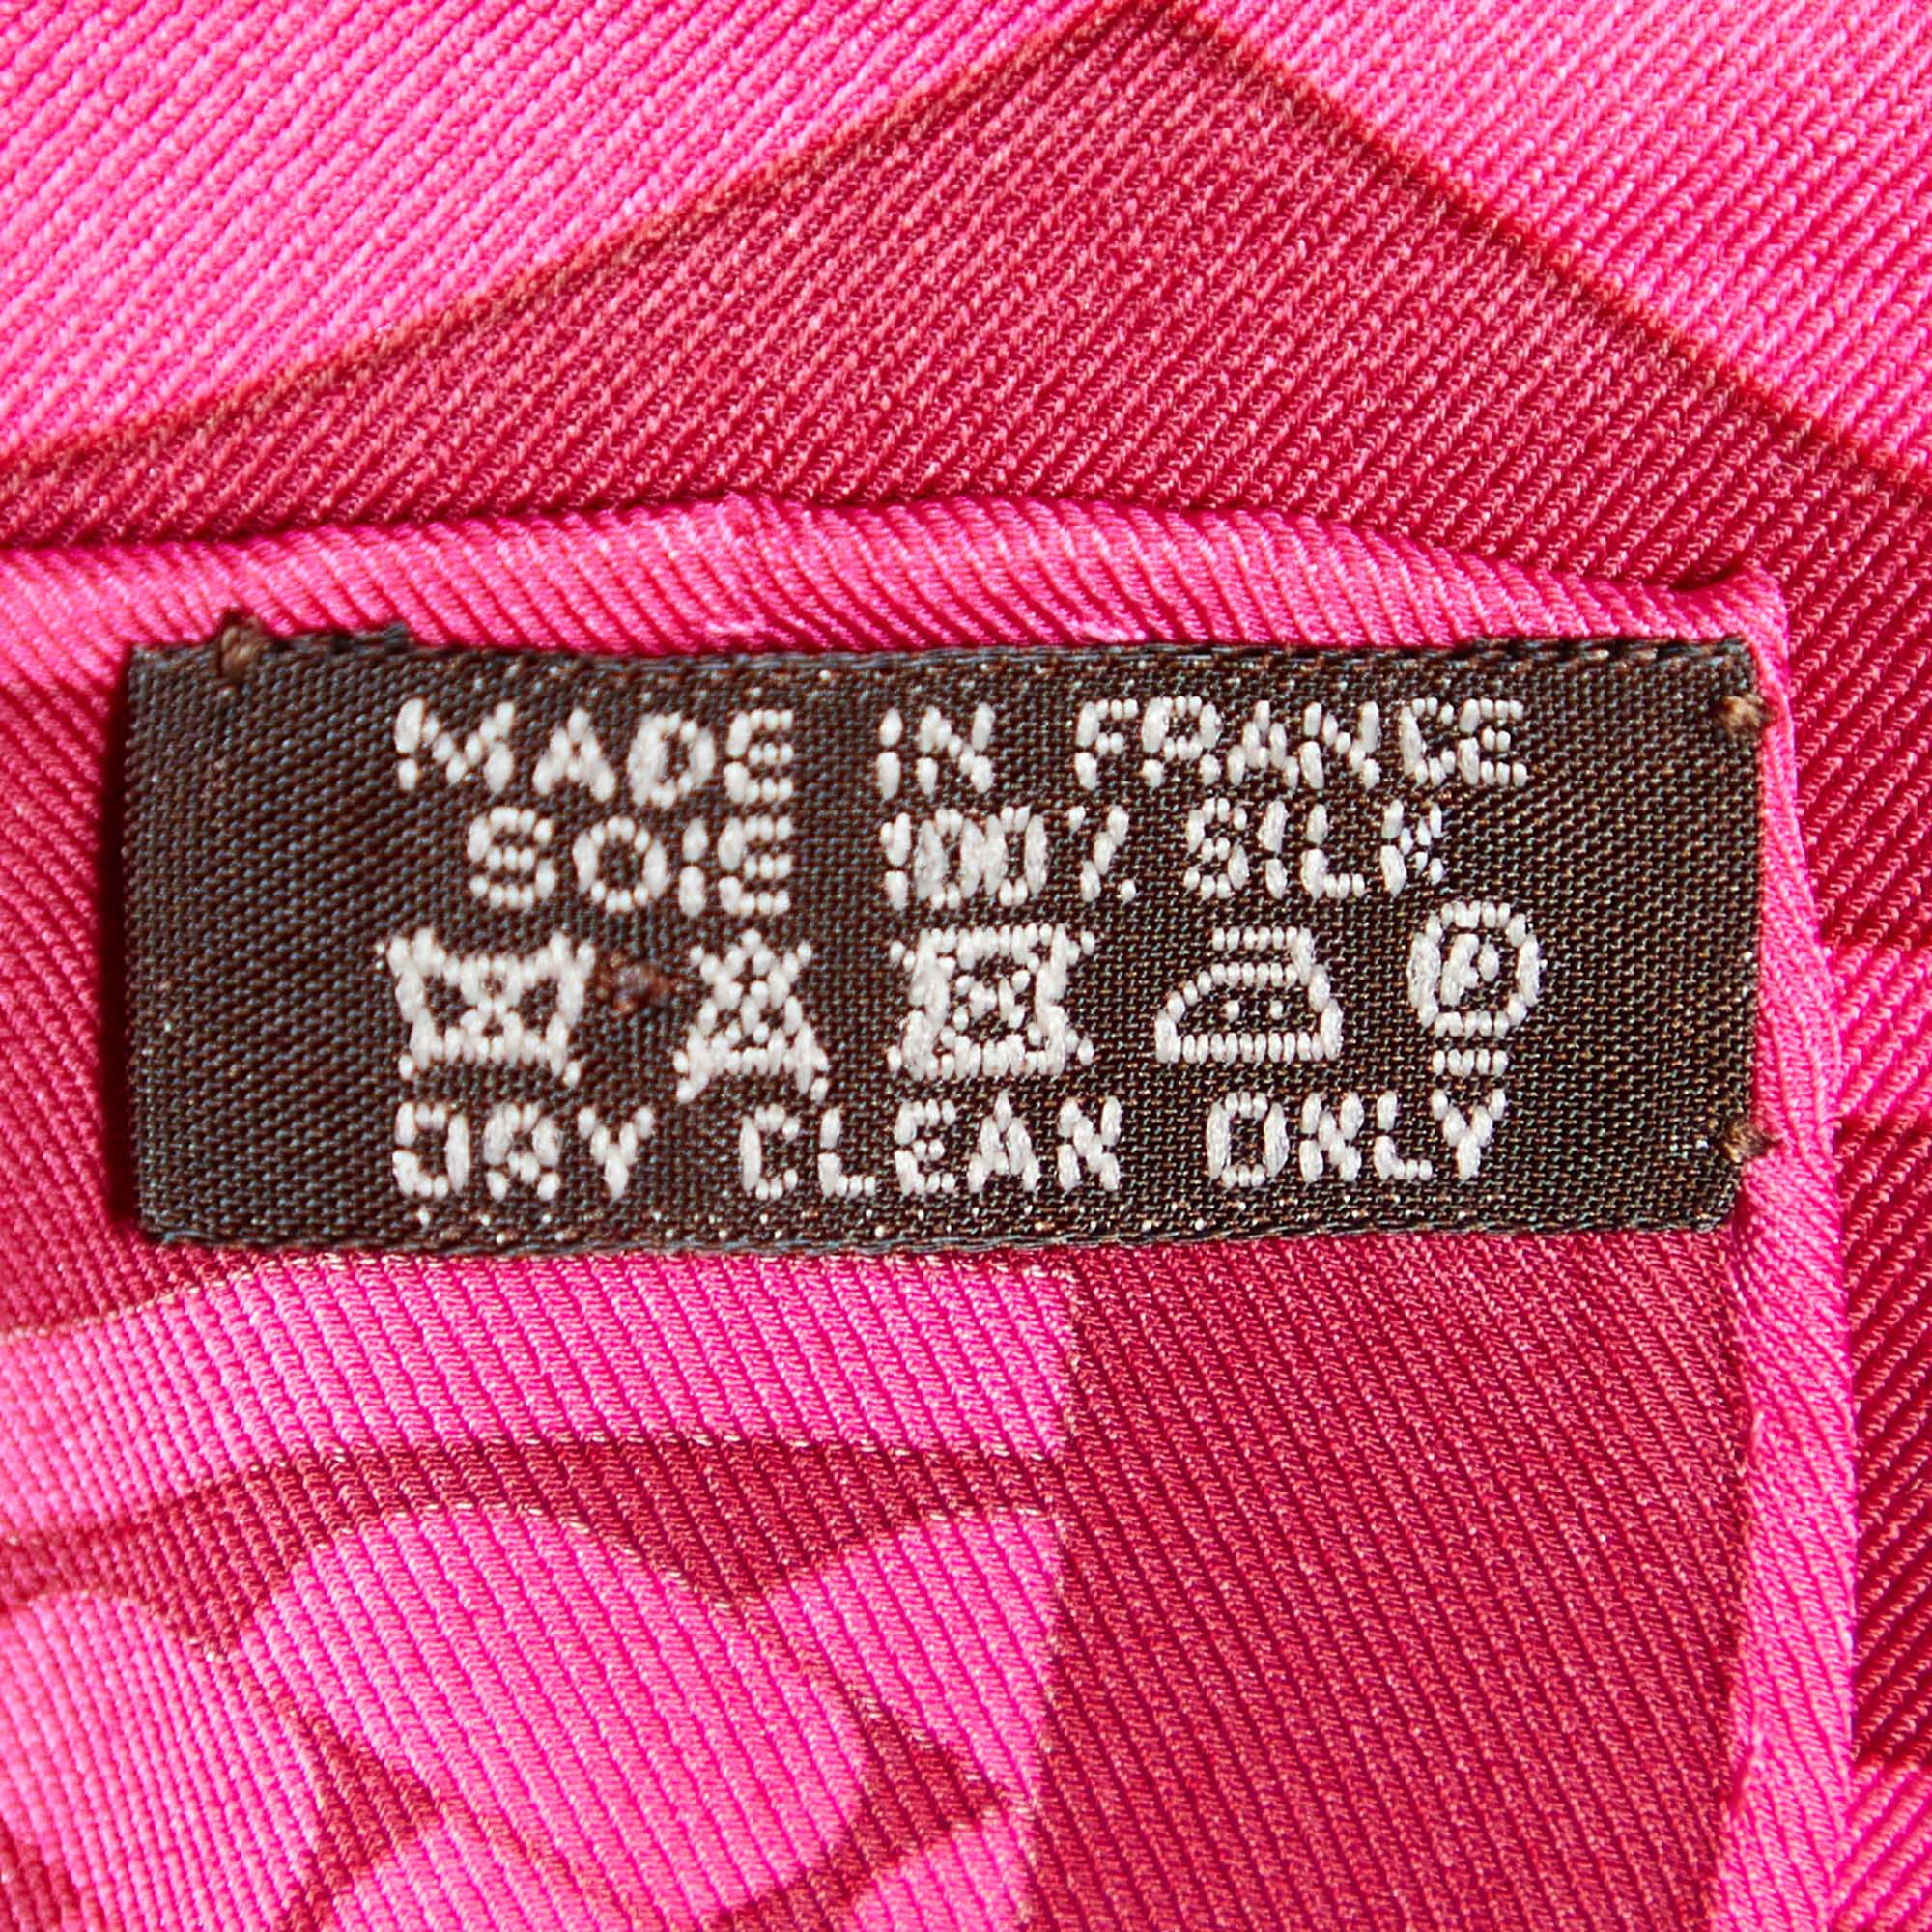 MADE IN FRANCE
SOIE 100% SILK
P
DRY CLEAN ONLY